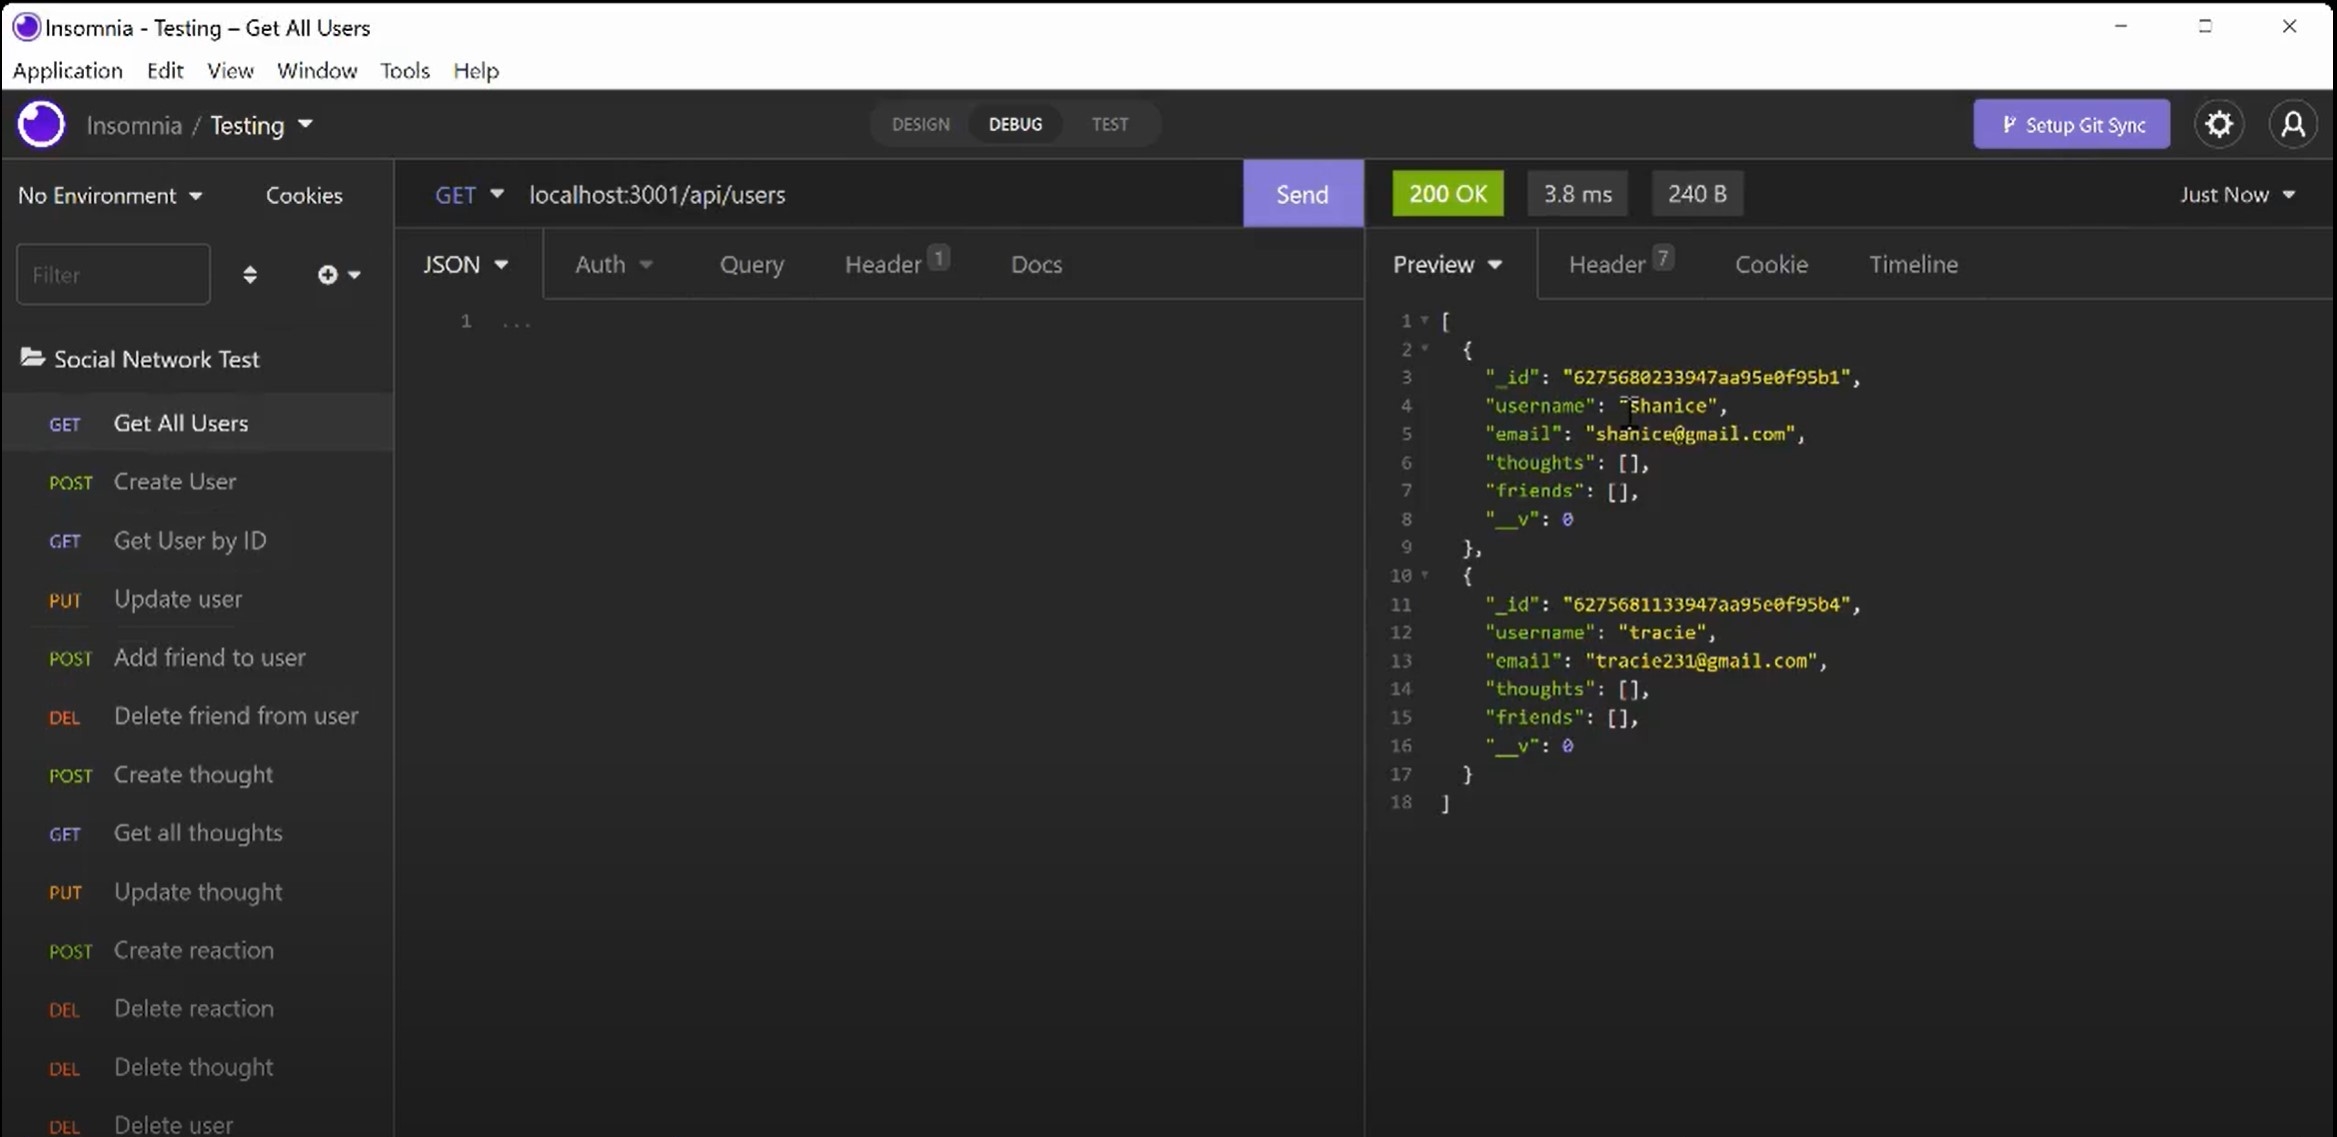 Insomnia - Testing – Get All Users
Application Edit View Window Tools Help
Insomnia / Testing
DESIGN DEBUG TEST
Setup Git Sync
No Environment Cookies
Filter
Social Network Test
GET Get All Users
POST Create User
GET Get User by ID
PUT Update user
POST Add friend to user
DEL Delete friend from user
POST Create thought
GET Get all thoughts
PUT Update thought
POST Create reaction
DEL Delete reaction
DEL Delete thought
DEL Delete user
GET localhost:3001/api/users Send
JSON Auth Query Header 1 Docs
1 ...
200 OK 3.8 ms 240 B Just Now
Preview Header 7 Cookie Timeline
1 [
2 {
3 "_id": "6275680233947aa95e0f95b1",
4 "username": "shanice",
5 "email": "shanice@gmail.com",
6 "thoughts": [],
7 "friends": [],
8 "__v": 0
9 },
10 {
11 "_id": "6275681133947aa95e0f95b4",
12 "username": "tracie",
13 "email": "tracie231@gmail.com",
14 "thoughts": [],
15 "friends": [],
16 "__v": 0
17 }
18 ]